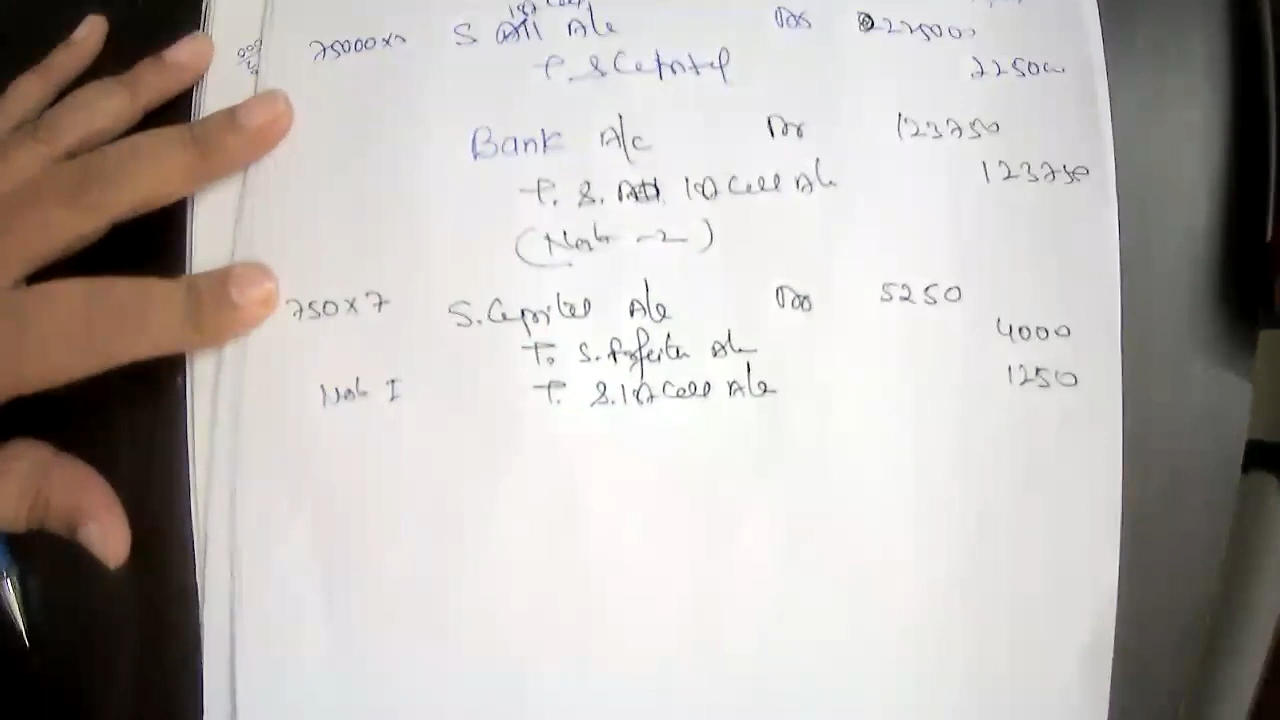 75000×3 S 1st Call A/c Dr 225000
To S Capital 22500
Bank A/c Dr 123750
To S. 1st Call A/c 123750
(Note -2)
750×7 S. Capital A/c Dr 5250
To S. Forfeiture A/c 4000
Note I To S. 1st Call A/c 1250